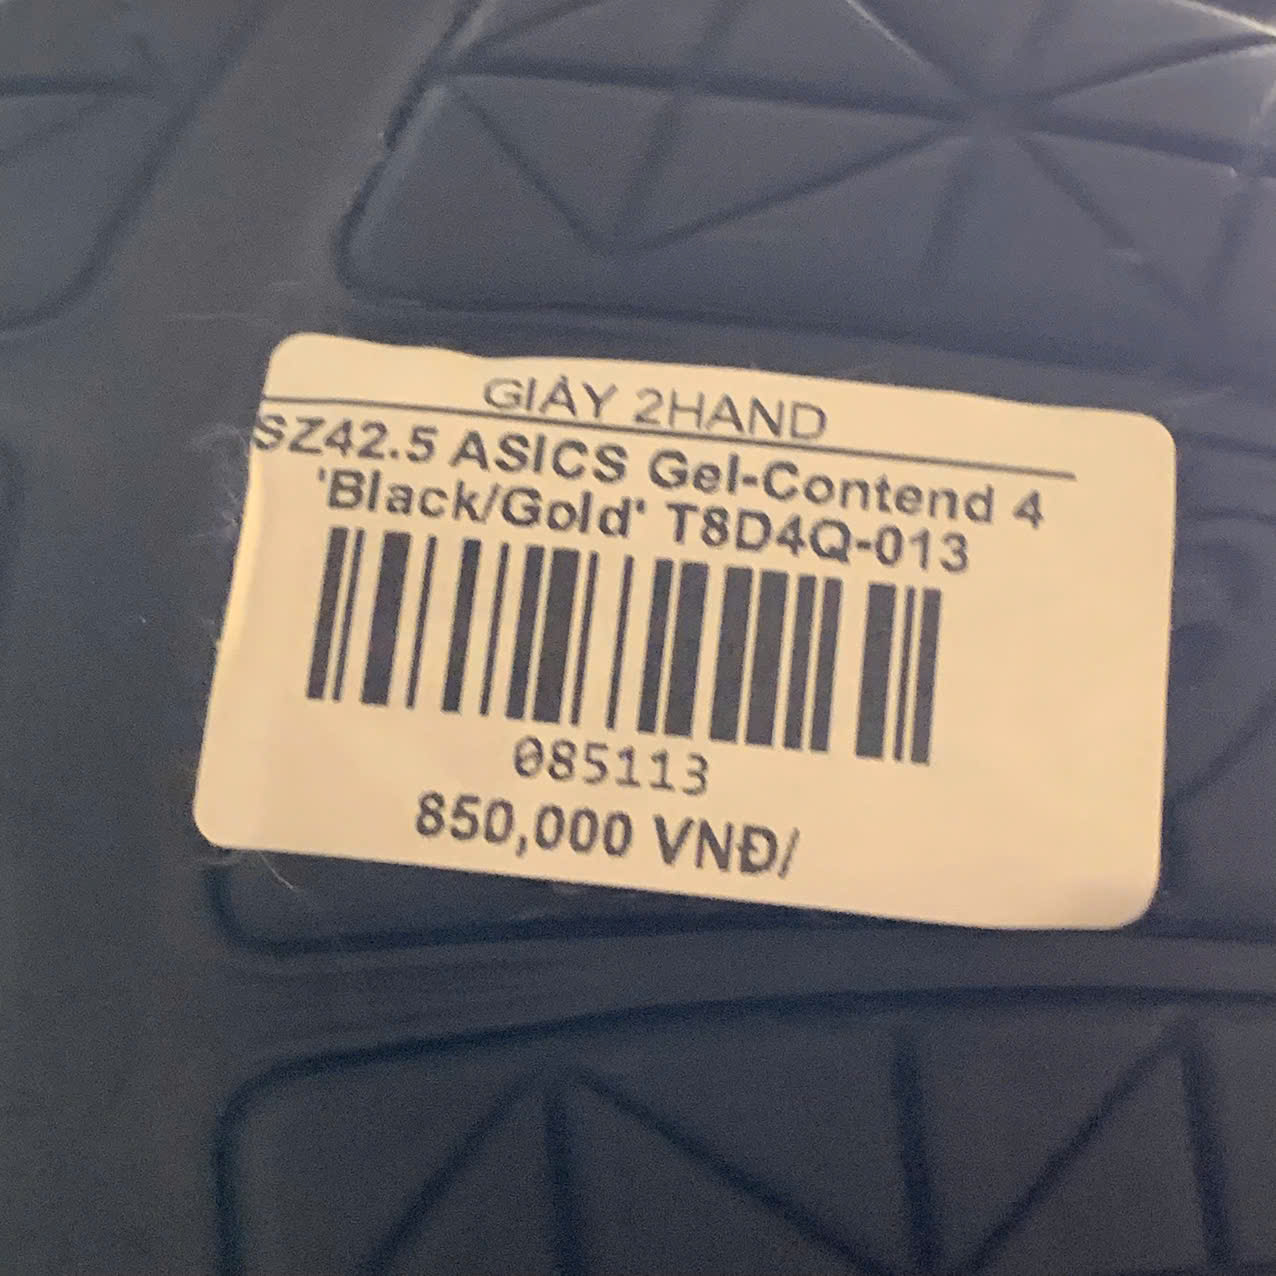 GIÀY 2HAND
SZ42.5 ASICS Gel-Contend 4
'Black/Gold' T8D4Q-013
085113
850,000 VNĐ/